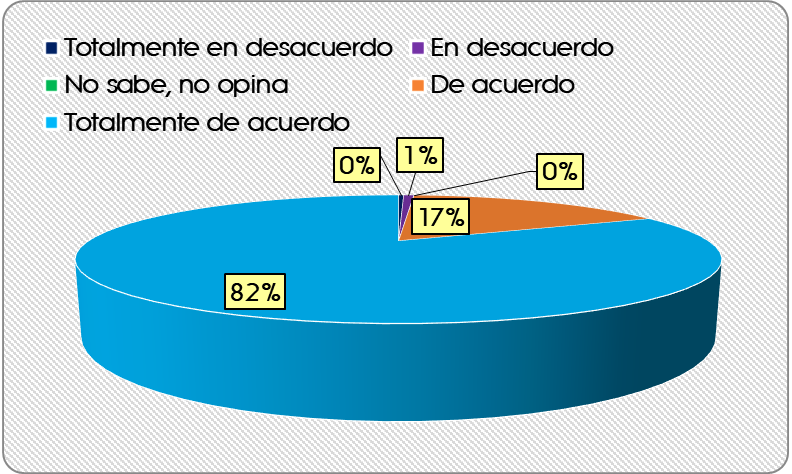 Totalmente en desacuerdo En desacuerdo
No sabe, no opina De acuerdo
Totalmente de acuerdo
0% 1% 0%
17%
82%